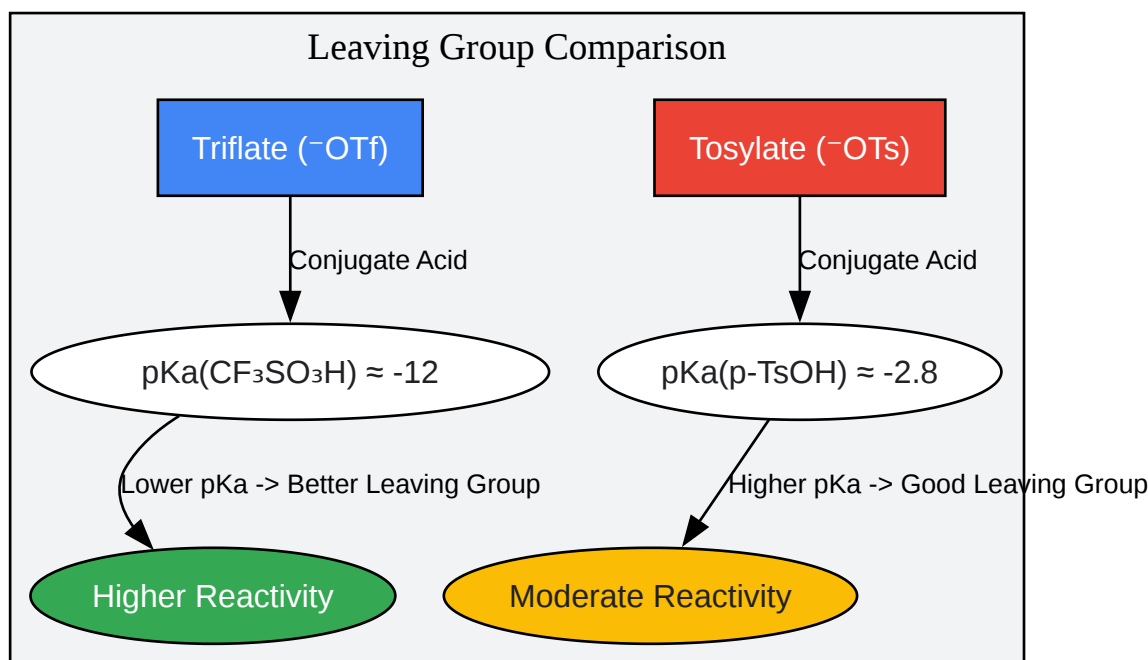 Leaving Group Comparison
Triflate (⁻OTf)
Tosylate (⁻OTs)
Conjugate Acid
Conjugate Acid
pKa(CF₃SO₃H) ≈ -12
pKa(p-TsOH) ≈ -2.8
Lower pKa -> Better Leaving Group
Higher pKa -> Good Leaving Group
Higher Reactivity
Moderate Reactivity